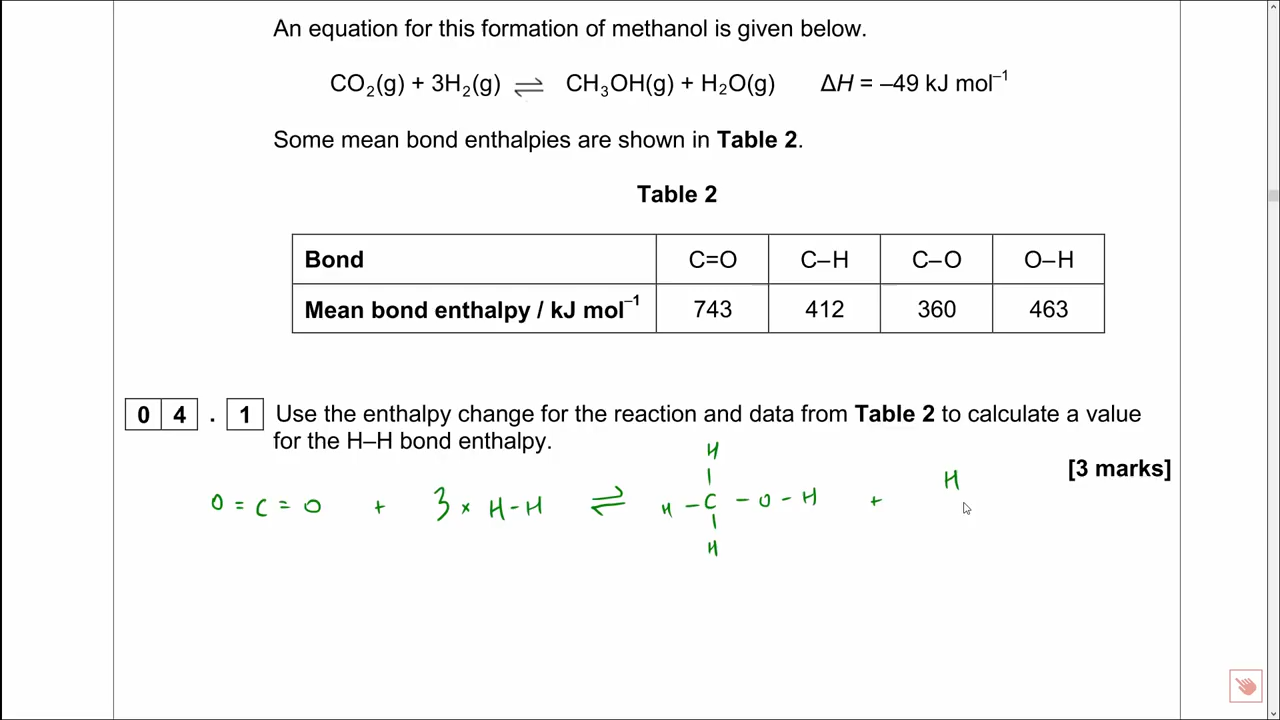 An equation for this formation of methanol is given below.
CO₂(g) + 3H₂(g) ⇌ CH₃OH(g) + H₂O(g) ΔH = –49 kJ mol⁻¹
Some mean bond enthalpies are shown in Table 2.
Table 2
Bond C=O C–H C–O O–H
Mean bond enthalpy / kJ mol⁻¹ 743 412 360 463
0 4 . 1 Use the enthalpy change for the reaction and data from Table 2 to calculate a value
for the H–H bond enthalpy.
[3 marks]
H
|
O = C = O + 3 × H - H ⇌ H - C - O - H + H
|
H